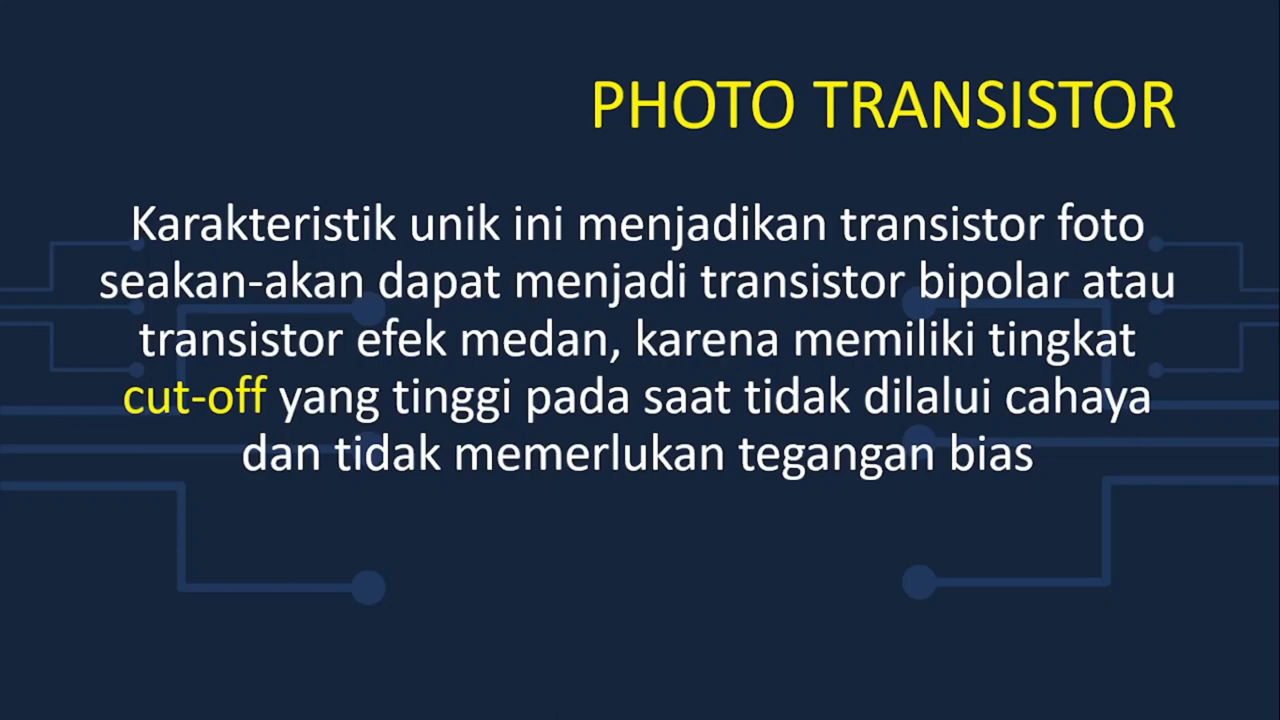 PHOTO TRANSISTOR
Karakteristik unik ini menjadikan transistor foto
seakan-akan dapat menjadi transistor bipolar atau
transistor efek medan, karena memiliki tingkat
cut-off yang tinggi pada saat tidak dilalui cahaya
dan tidak memerlukan tegangan bias